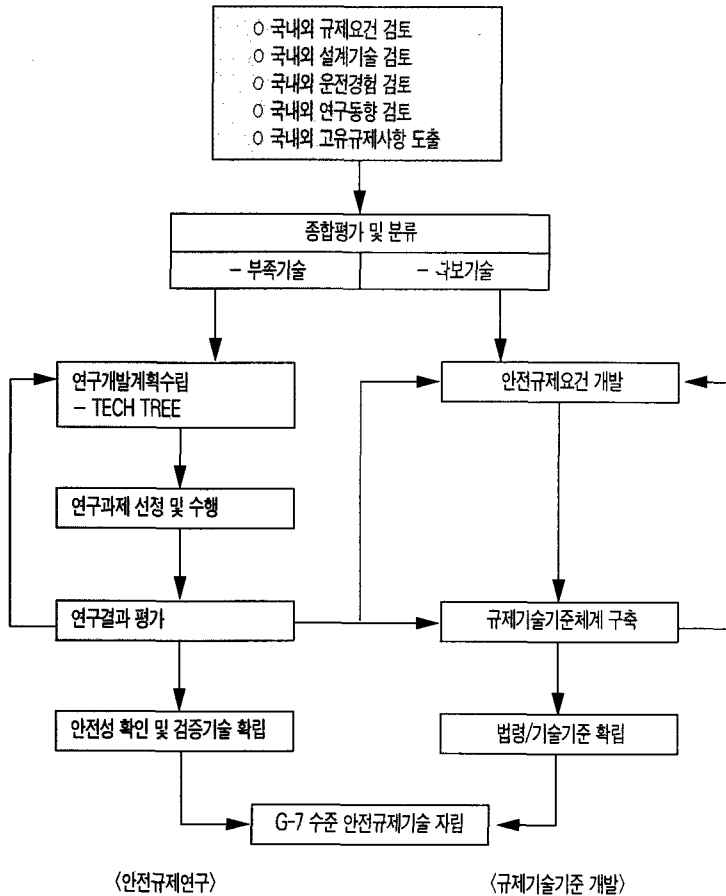 ○ 국내외 규제요건 검토
○ 국내외 설계기술 검토
○ 국내외 운전경험 검토
○ 국내외 연구동향 검토
○ 국내외 고유규제사항 도출
종합평가 및 분류
– 부족기술
– 확보기술
연구개발계획수립
– TECH TREE
안전규제요건 개발
연구과제 선정 및 수행
연구결과 평가
규제기술기준체계 구축
안전성 확인 및 검증기술 확립
법령/기술기준 확립
G-7 수준 안전규제기술 자립
〈안전규제연구〉
〈규제기술기준 개발〉